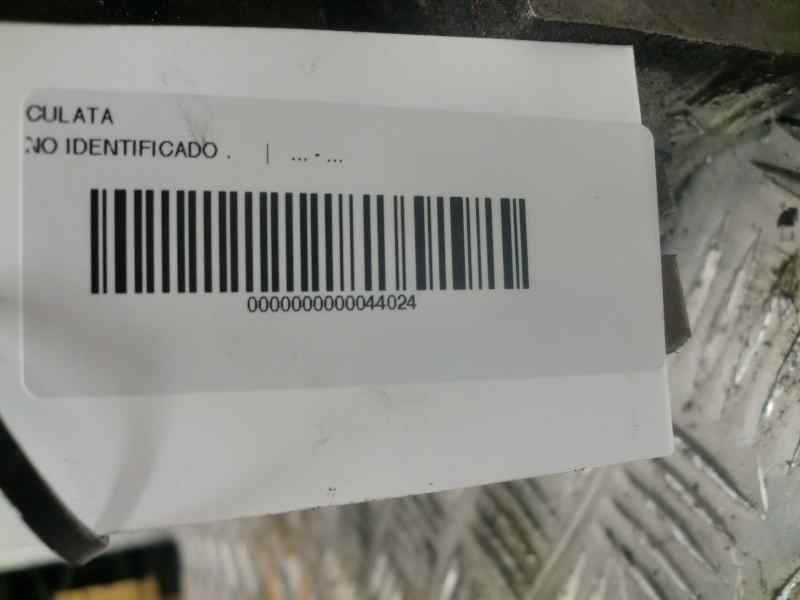 CULATA
NO IDENTIFICADO . | ... - ...
0000000000044024